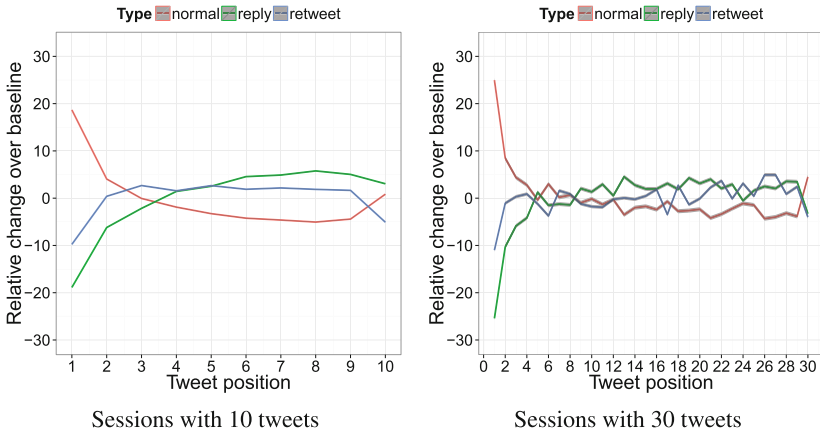 Type normal reply retweet
Relative change over baseline
30
20
10
0
−10
−20
−30
1 2 3 4 5 6 7 8 9 10
Tweet position
Sessions with 10 tweets
Type normal reply retweet
Relative change over baseline
30
20
10
0
−10
−20
−30
0 2 4 6 8 10 12 14 16 18 20 22 24 26 28 30
Tweet position
Sessions with 30 tweets